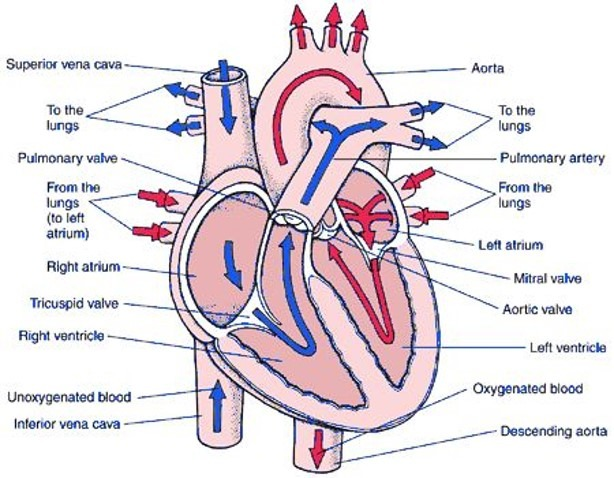 Superior vena cava
To the
lungs
Pulmonary valve
From the
lungs
(to left
atrium)
Right atrium
Tricuspid valve
Right ventricle
Unoxygenated blood
Inferior vena cava
Aorta
To the
lungs
Pulmonary artery
From the
lungs
Left atrium
Mitral valve
Aortic valve
Left ventricle
Oxygenated blood
Descending aorta